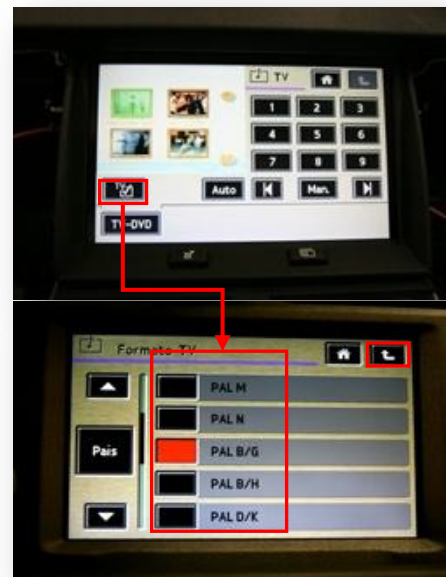 TV
1 2 3
4 5 6
7 8 9
TV
Auto Man.
TV-DVD
Formato TV
PAL M
PAL N
Pais PAL B/G
PAL B/H
PAL D/K